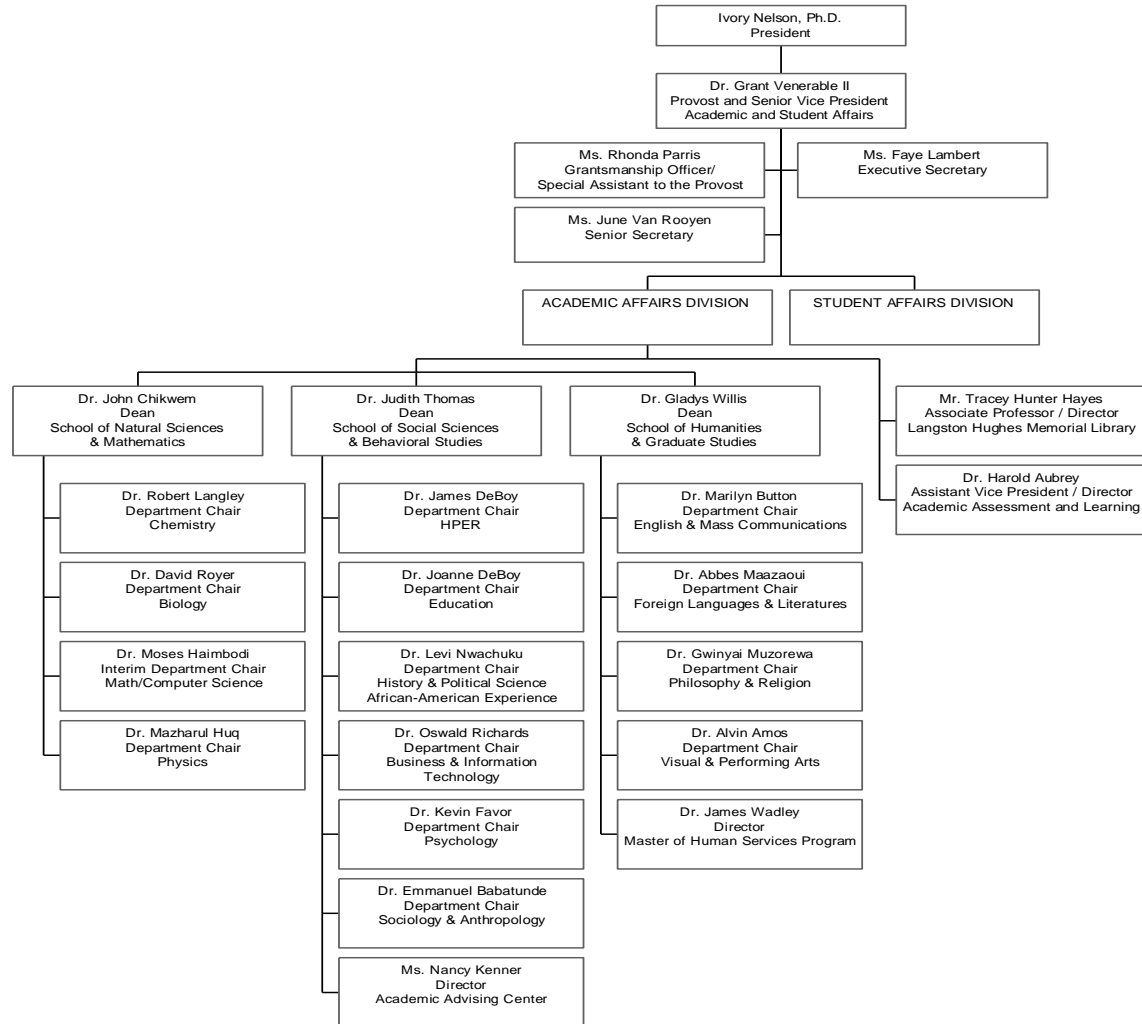 Ivory Nelson, Ph.D.
President
Dr. Grant Venerable II
Provost and Senior Vice President
Academic and Student Affairs
Ms. Rhonda Parris
Grantsmanship Officer/
Special Assistant to the Provost
Ms. Faye Lambert
Executive Secretary
Ms. June Van Rooyen
Senior Secretary
ACADEMIC AFFAIRS DIVISION
STUDENT AFFAIRS DIVISION
Dr. John Chikwem
Dean
School of Natural Sciences
& Mathematics
Dr. Robert Langley
Department Chair
Chemistry
Dr. David Royer
Department Chair
Biology
Dr. Moses Haimbodi
Interim Department Chair
Math/Computer Science
Dr. Mazharul Huq
Department Chair
Physics
Dr. Judith Thomas
Dean
School of Social Sciences
& Behavioral Studies
Dr. James DeBoy
Department Chair
HPER
Dr. Joanne DeBoy
Department Chair
Education
Dr. Levi Nwachuku
Department Chair
History & Political Science
African-American Experience
Dr. Oswald Richards
Department Chair
Business & Information
Technology
Dr. Kevin Favor
Department Chair
Psychology
Dr. Emmanuel Babatunde
Department Chair
Sociology & Anthropology
Ms. Nancy Kenner
Director
Academic Advising Center
Dr. Gladys Willis
Dean
School of Humanities
& Graduate Studies
Dr. Marilyn Button
Department Chair
English & Mass Communications
Dr. Abbes Maazaoui
Department Chair
Foreign Languages & Literatures
Dr. Gwinyai Muzorewa
Department Chair
Philosophy & Religion
Dr. Alvin Amos
Department Chair
Visual & Performing Arts
Dr. James Wadley
Director
Master of Human Services Program
Mr. Tracey Hunter Hayes
Associate Professor / Director
Langston Hughes Memorial Library
Dr. Harold Aubrey
Assistant Vice President / Director
Academic Assessment and Learning